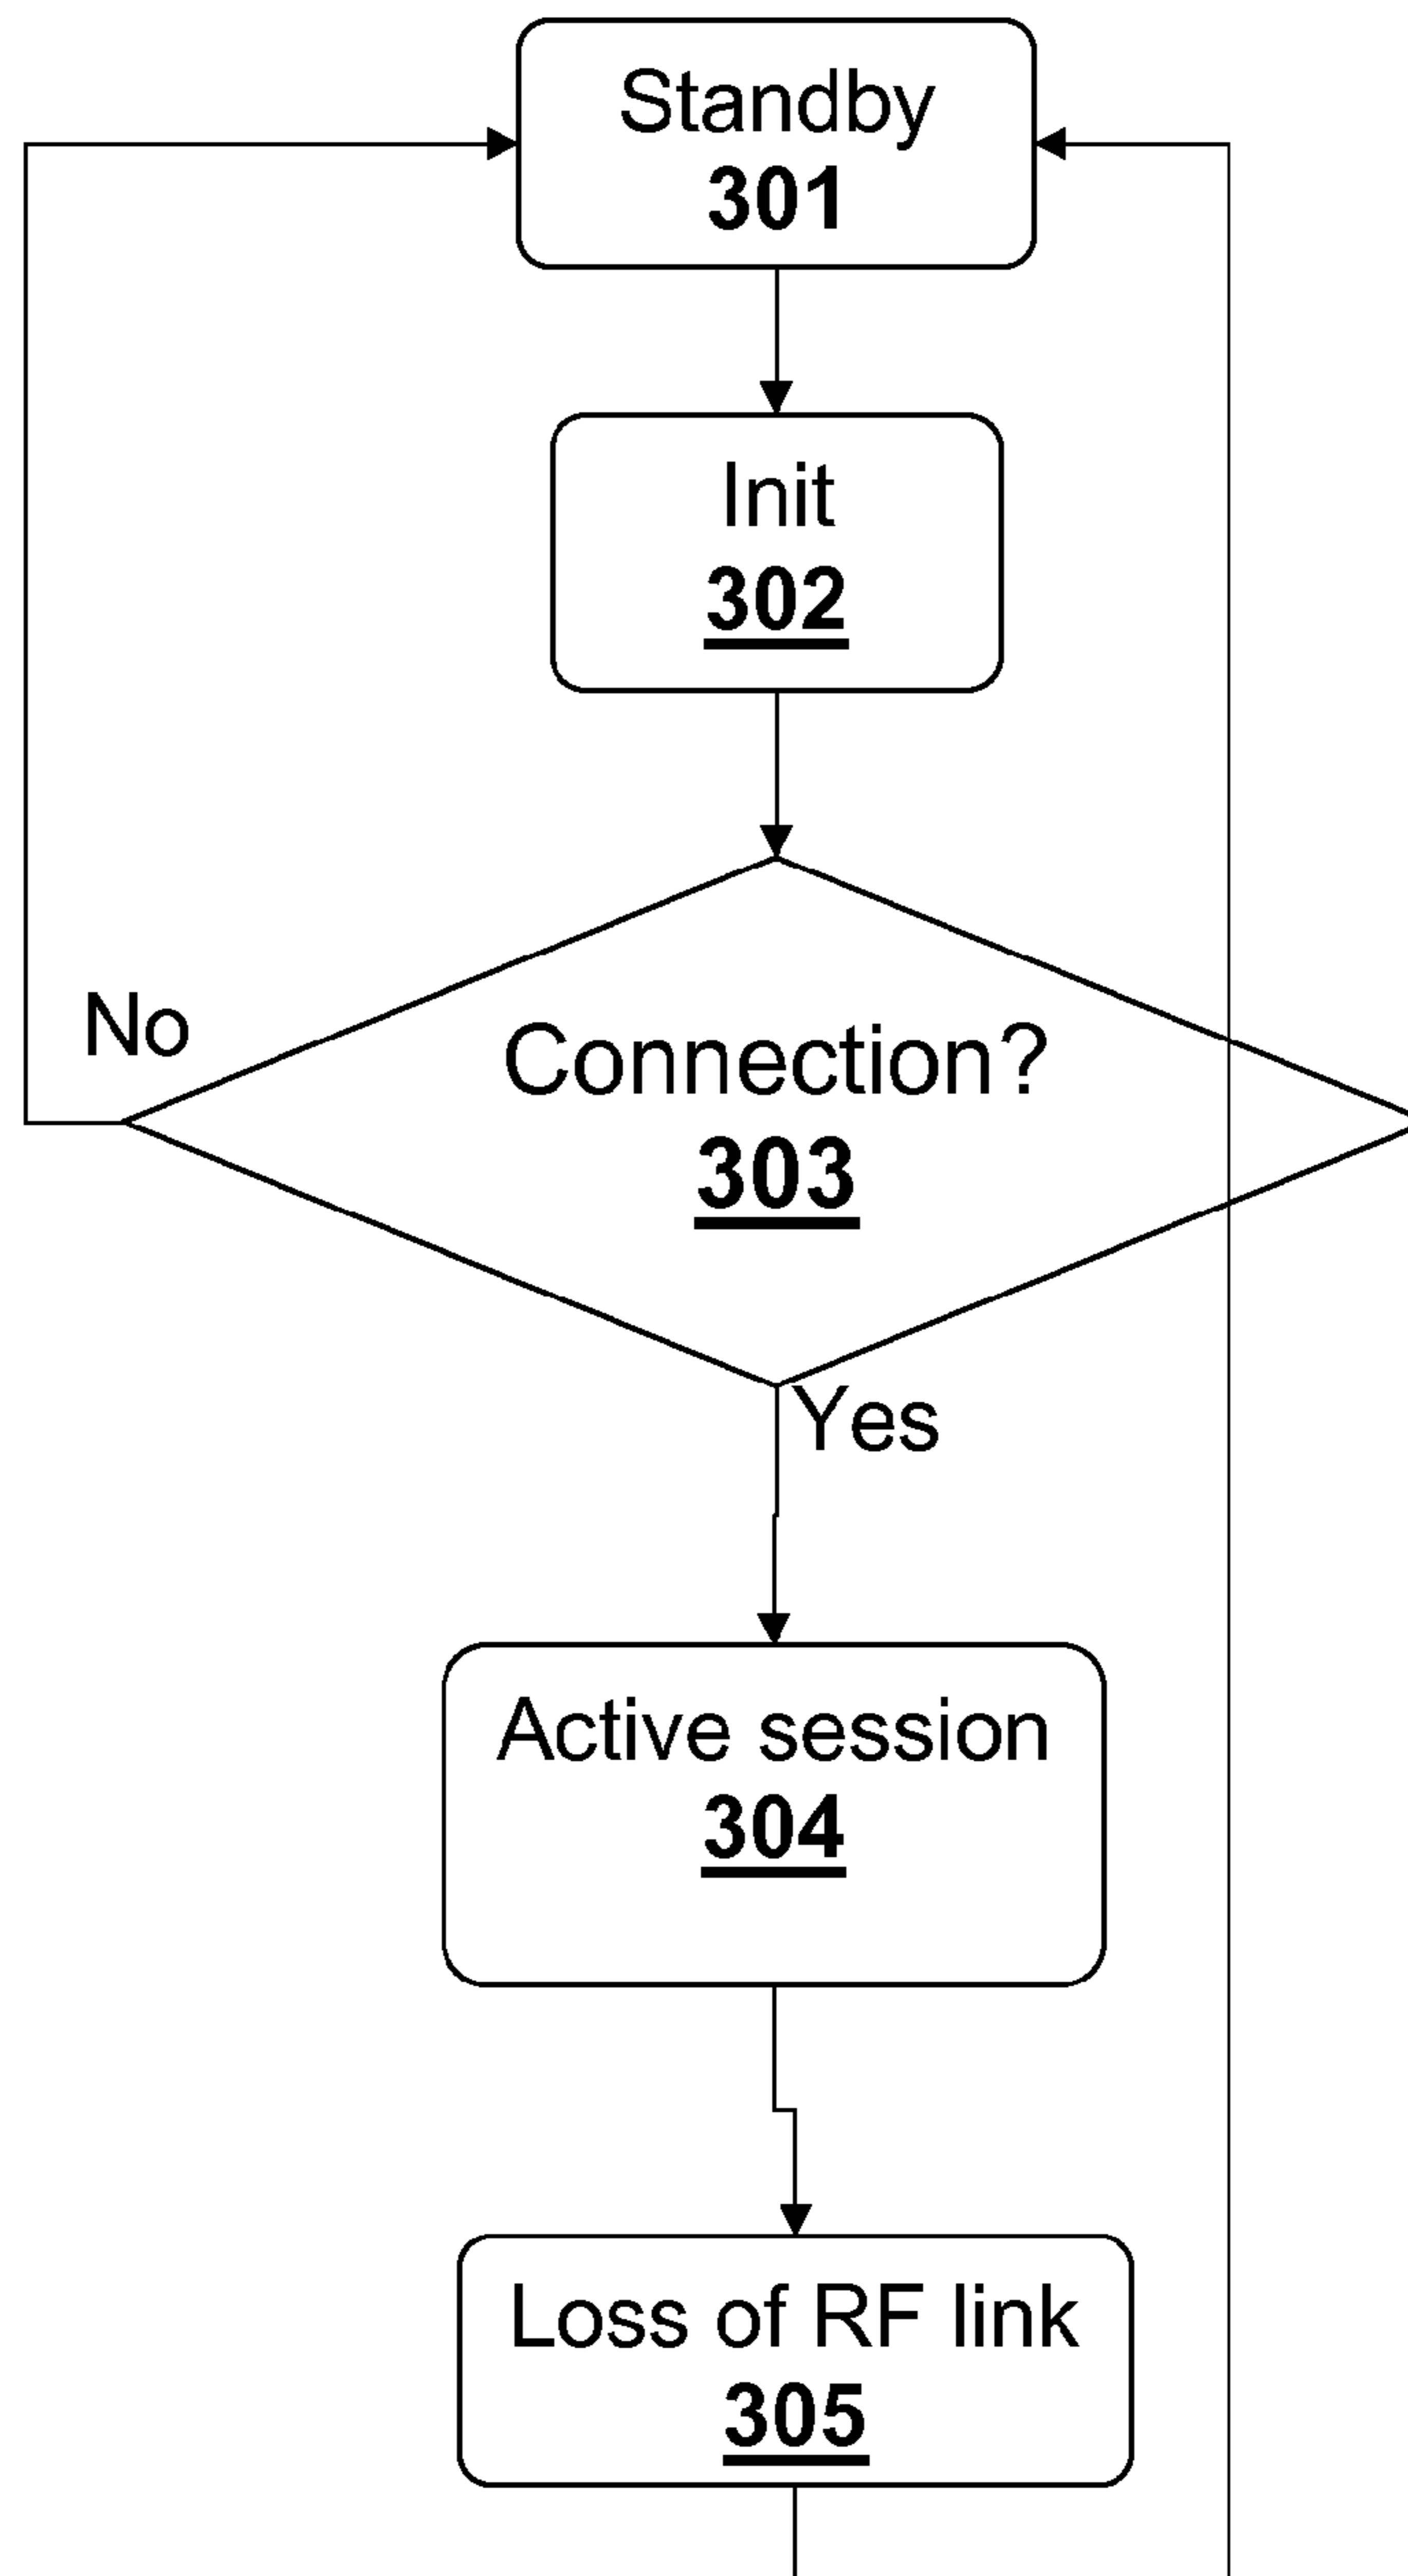 Standby
301
Init
302
No
Connection?
303
Yes
Active session
304
Loss of RF link
305